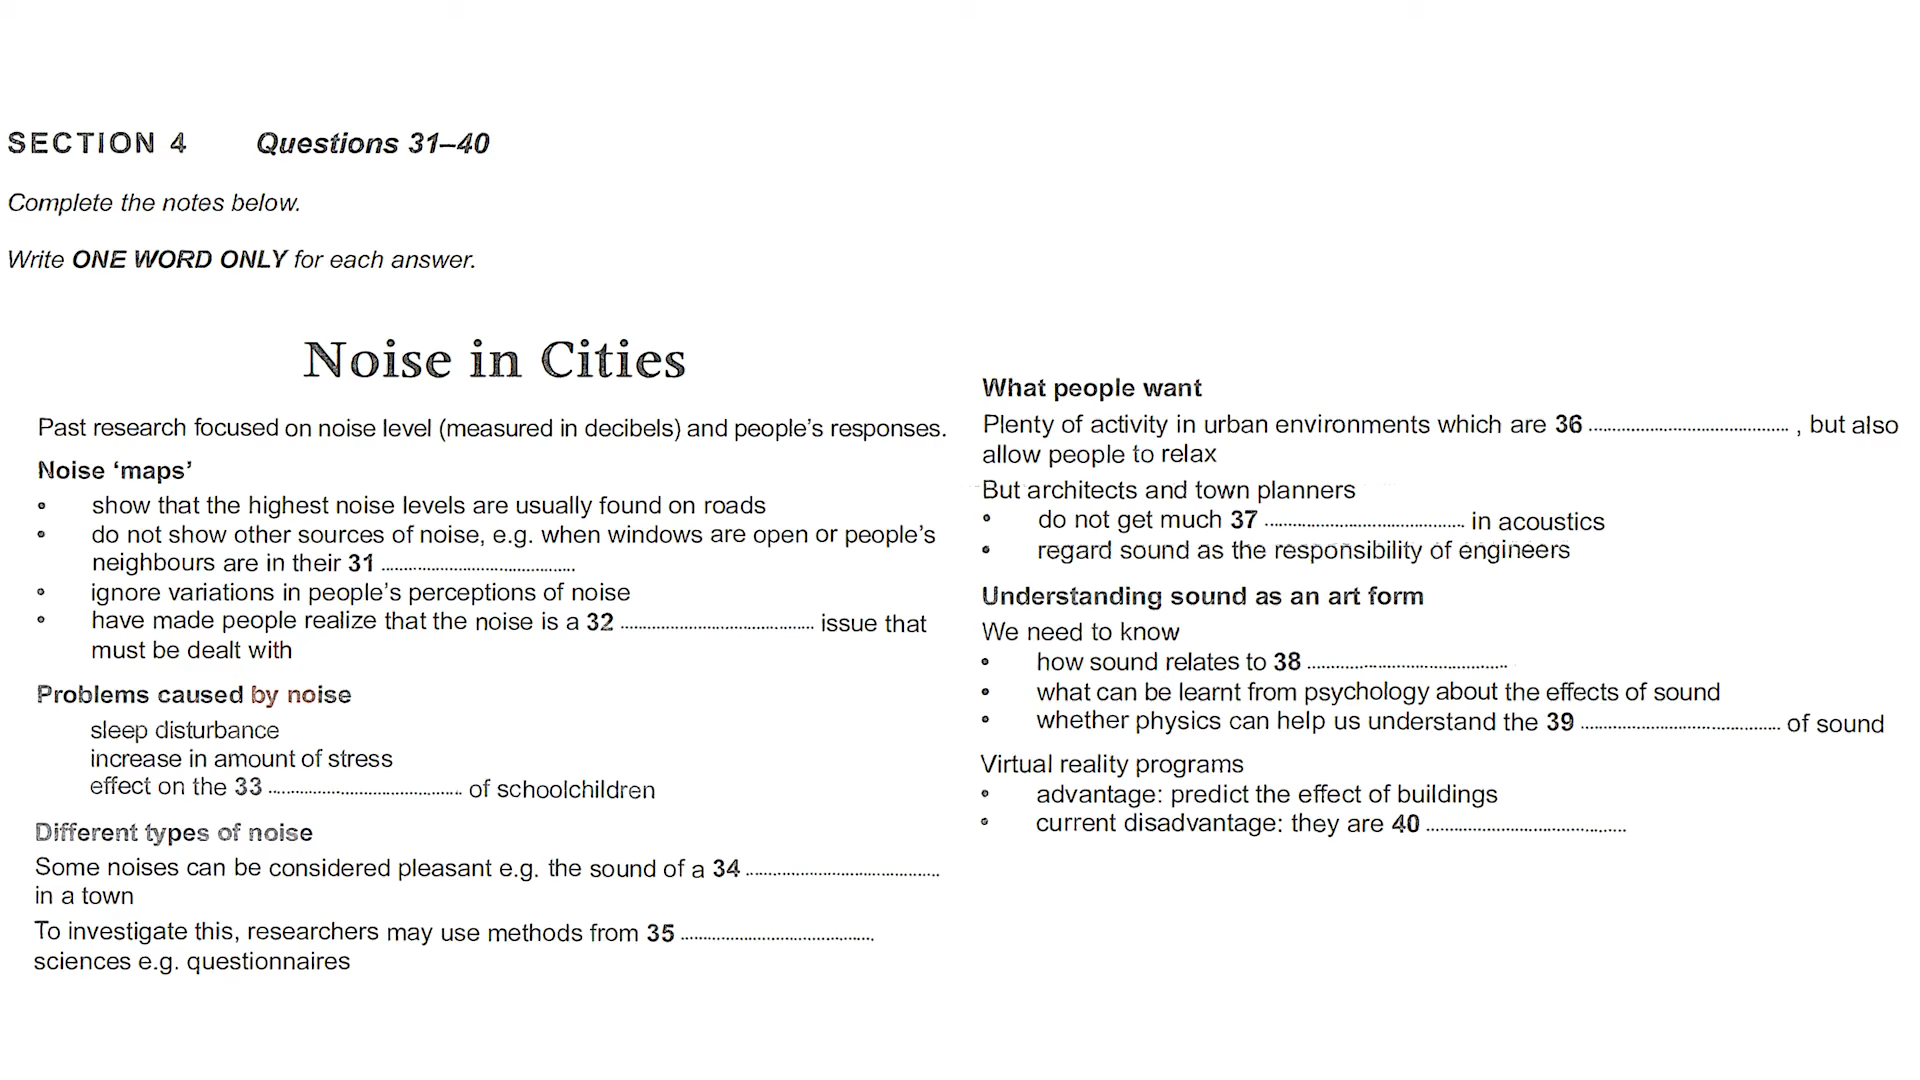 SECTION 4 Questions 31–40
Complete the notes below.
Write ONE WORD ONLY for each answer.
Noise in Cities
Past research focused on noise level (measured in decibels) and people's responses.
Noise 'maps'
• show that the highest noise levels are usually found on roads
• do not show other sources of noise, e.g. when windows are open or people's
neighbours are in their 31 ........................................
• ignore variations in people's perceptions of noise
• have made people realize that the noise is a 32 ........................................ issue that
must be dealt with
Problems caused by noise
sleep disturbance
increase in amount of stress
effect on the 33 ........................................ of schoolchildren
Different types of noise
Some noises can be considered pleasant e.g. the sound of a 34 ........................................
in a town
To investigate this, researchers may use methods from 35 ........................................
sciences e.g. questionnaires
What people want
Plenty of activity in urban environments which are 36 ........................................ , but also
allow people to relax
But architects and town planners
• do not get much 37 ........................................ in acoustics
• regard sound as the responsibility of engineers
Understanding sound as an art form
We need to know
• how sound relates to 38 ........................................
• what can be learnt from psychology about the effects of sound
• whether physics can help us understand the 39 ........................................ of sound
Virtual reality programs
• advantage: predict the effect of buildings
• current disadvantage: they are 40 ........................................